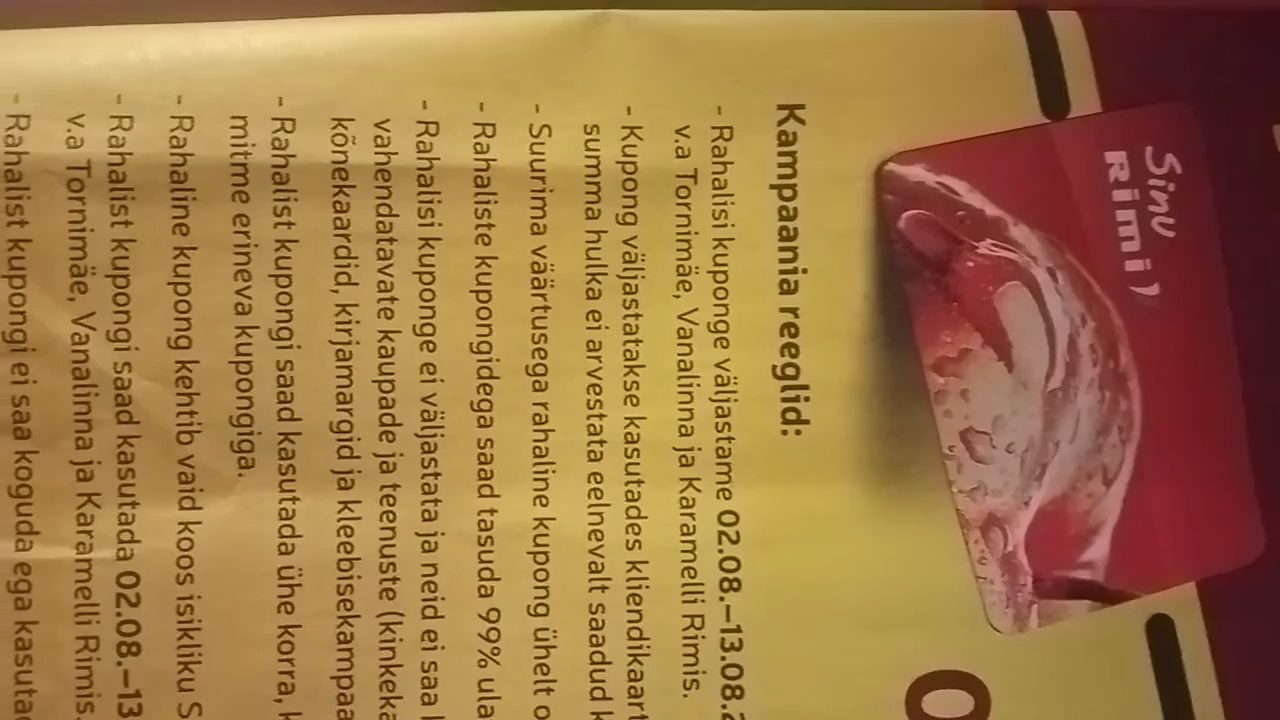 Sinu
Rimi
Kampaania reeglid:
- Rahalisi kuponge väljastame 02.08.–13.08.
v.a Tornimäe, Vanalinna ja Karamelli Rimis.
- Kupong väljastatakse kasutades kliendikaart
summa hulka ei arvestata eelnevalt saadud k
- Suurima väärtusega rahaline kupong ühelt o
- Rahaliste kupongidega saad tasuda 99% ula
- Rahalisi kuponge ei väljastata ja neid ei saa
vahendatavate kaupade ja teenuste (kinkeka
kõnekaardid, kirjamargid ja kleebisekampaa
- Rahalist kupongi saad kasutada ühe korra, k
mitme erineva kupongiga.
- Rahaline kupong kehtib vaid koos isikliku S
- Rahalist kupongi saad kasutada 02.08.–13
v.a Tornimäe, Vanalinna ja Karamelli Rimis.
- Rahalist kupongi ei saa koguda ega kasuta